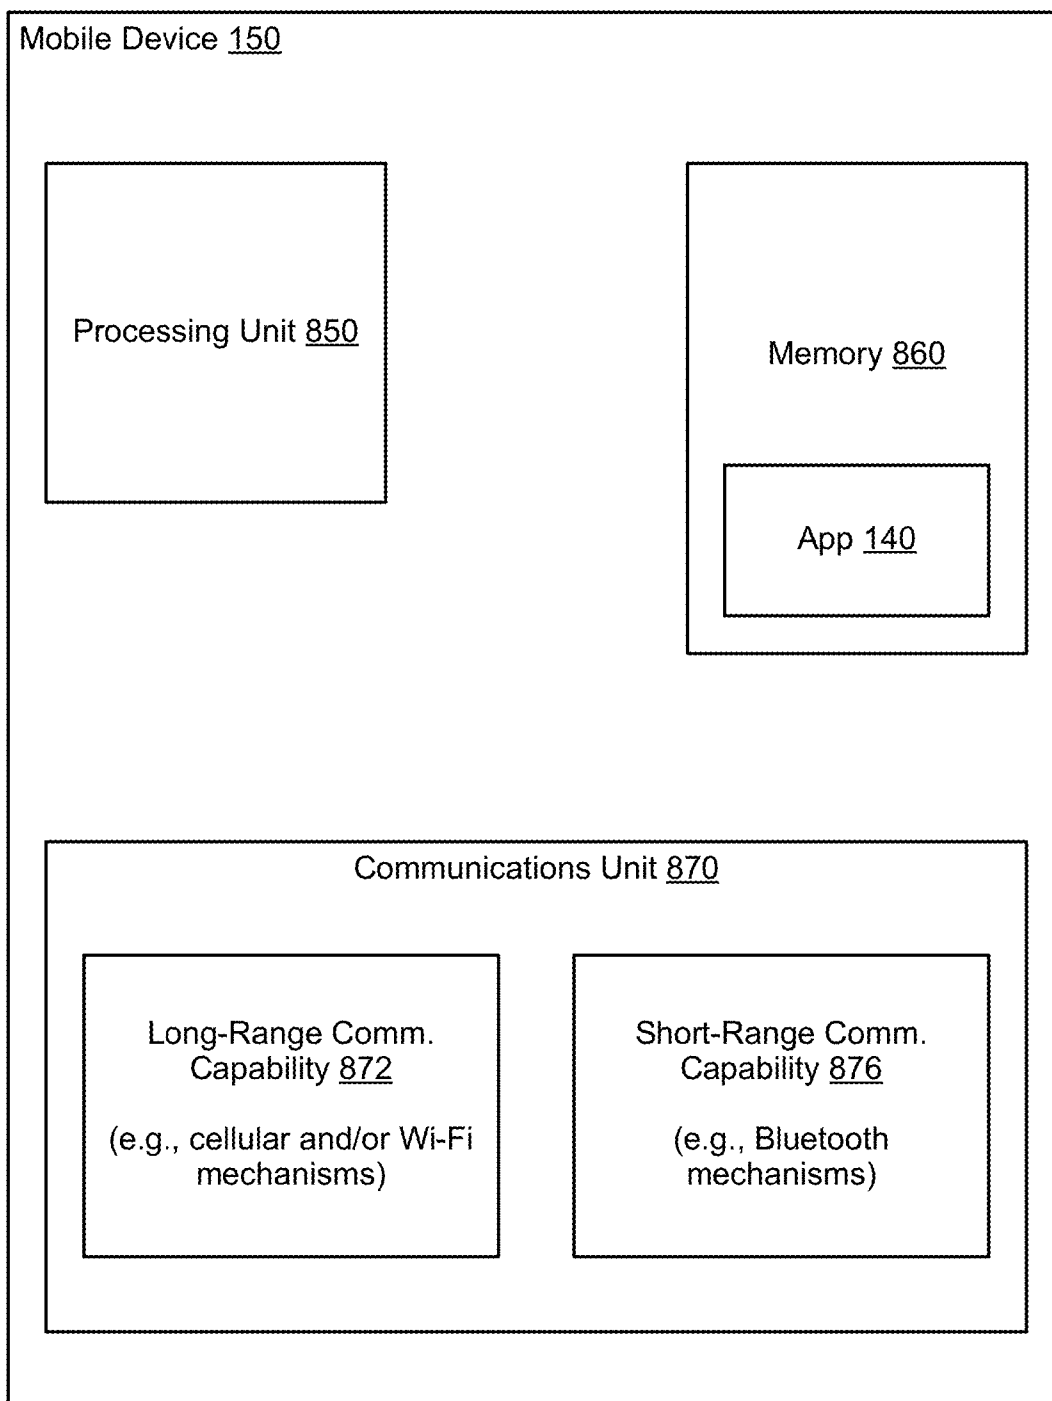 Mobile Device 150
Processing Unit 850
Memory 860
App 140
Communications Unit 870
Long-Range Comm.
Capability 872
(e.g., cellular and/or Wi-Fi
mechanisms)
Short-Range Comm.
Capability 876
(e.g., Bluetooth
mechanisms)